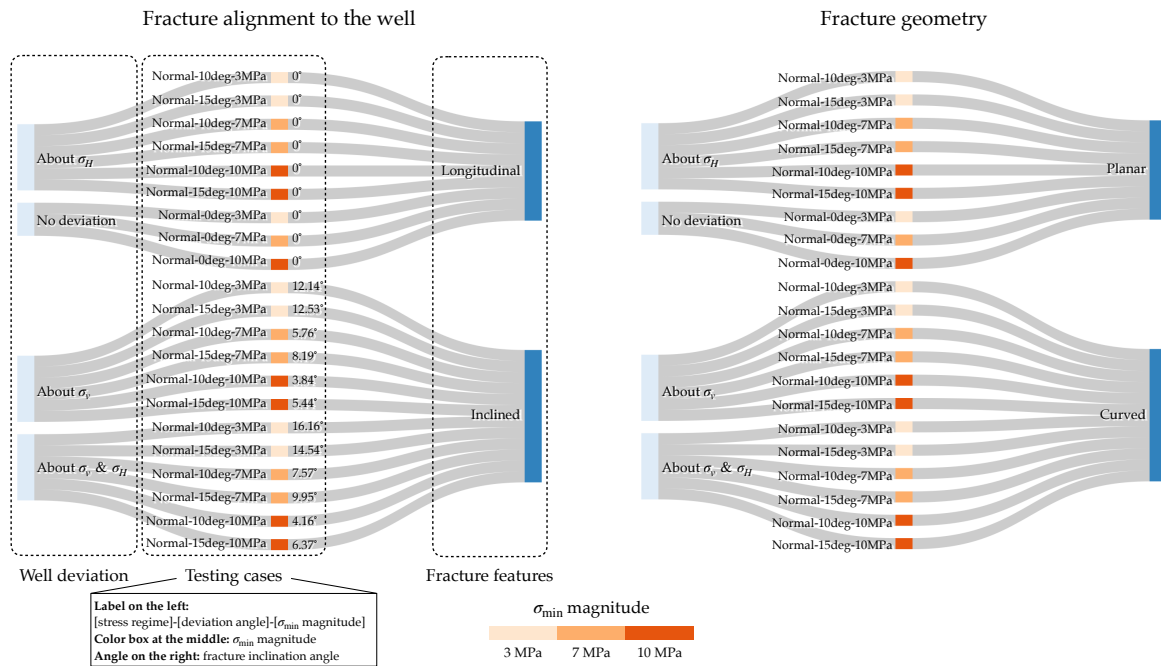 Fracture alignment to the well
Normal-10deg-3MPa 0°
Normal-15deg-3MPa 0°
Normal-10deg-7MPa 0°
Normal-15deg-7MPa 0°
Normal-10deg-10MPa 0°
Normal-15deg-10MPa 0°
Normal-0deg-3MPa 0°
Normal-0deg-7MPa 0°
Normal-0deg-10MPa 0°
Normal-10deg-3MPa 12.14°
Normal-15deg-3MPa 12.53°
Normal-10deg-7MPa 5.76°
Normal-15deg-7MPa 8.19°
Normal-10deg-10MPa 3.84°
Normal-15deg-10MPa 5.44°
Normal-10deg-3MPa 16.16°
Normal-15deg-3MPa 14.54°
Normal-10deg-7MPa 7.57°
Normal-15deg-7MPa 9.95°
Normal-10deg-10MPa 4.16°
Normal-15deg-10MPa 6.37°
About σH
No deviation
About σv
About σv & σH
Longitudinal
Inclined
Well deviation
Testing cases
Fracture features
Label on the left:
[stress regime]-[deviation angle]-[σmin magnitude]
Color box at the middle: σmin magnitude
Angle on the right: fracture inclination angle
Fracture geometry
Normal-10deg-3MPa
Normal-15deg-3MPa
Normal-10deg-7MPa
Normal-15deg-7MPa
Normal-10deg-10MPa
Normal-15deg-10MPa
Normal-0deg-3MPa
Normal-0deg-7MPa
Normal-0deg-10MPa
Normal-10deg-3MPa
Normal-15deg-3MPa
Normal-10deg-7MPa
Normal-15deg-7MPa
Normal-10deg-10MPa
Normal-15deg-10MPa
Normal-10deg-3MPa
Normal-15deg-3MPa
Normal-10deg-7MPa
Normal-15deg-7MPa
Normal-10deg-10MPa
Normal-15deg-10MPa
About σH
No deviation
About σv
About σv & σH
Planar
Curved
σmin magnitude
3 MPa 7 MPa 10 MPa